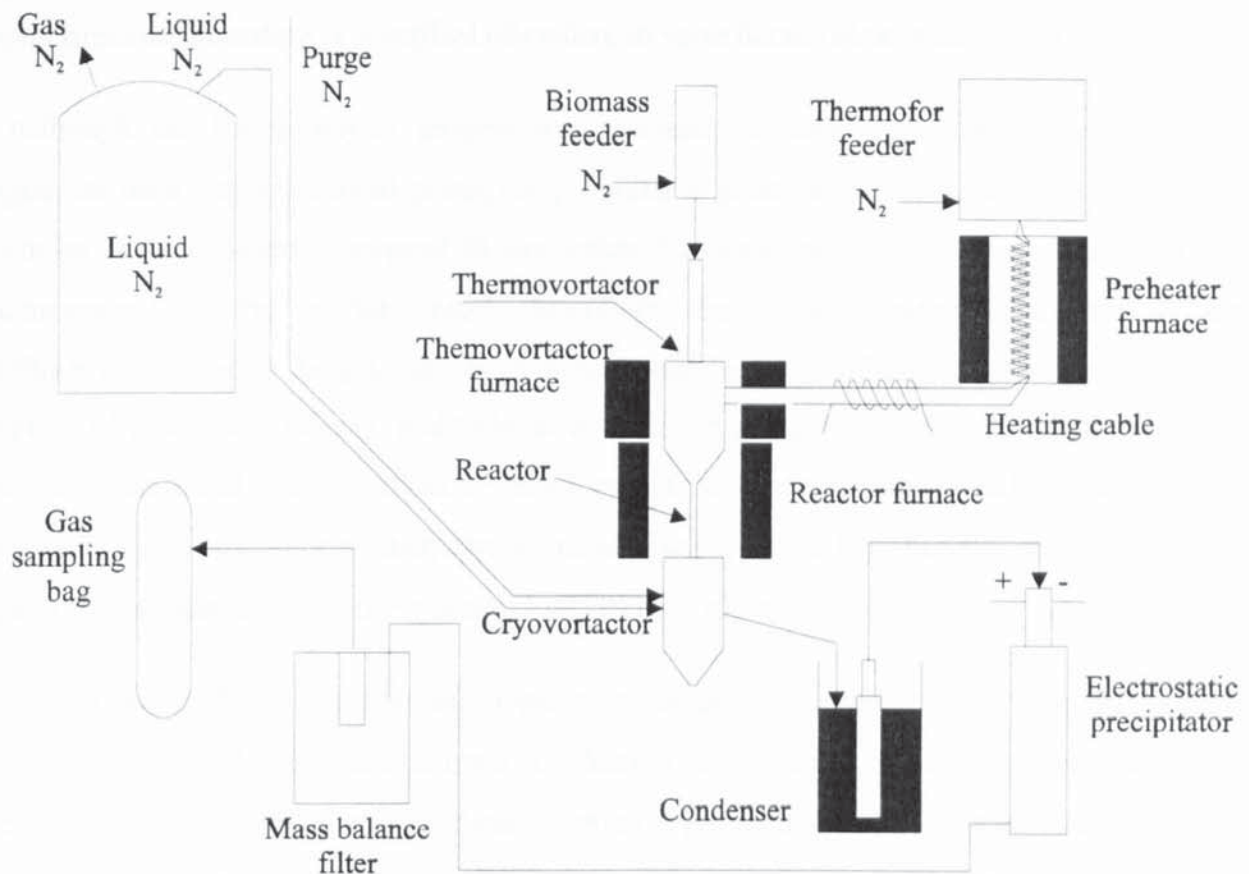 Gas
N2
Liquid
N2
Purge
N2
Liquid
N2
Biomass
feeder
N2
Thermofor
feeder
N2
Thermovortactor
Themovortactor
furnace
Preheater
furnace
Heating cable
Reactor
Reactor furnace
Gas
sampling
bag
Cryovortactor
+ -
Electrostatic
precipitator
Condenser
Mass balance
filter